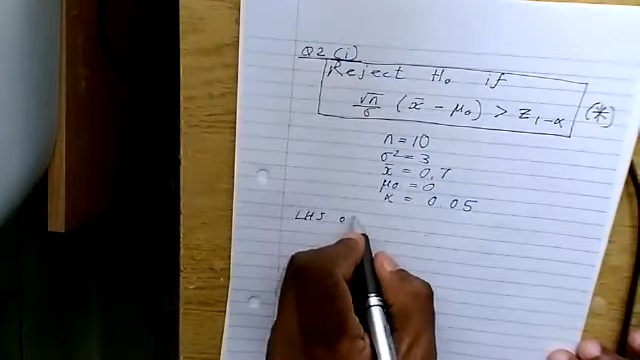 Q2 (i)
Reject H₀ if
√n/σ (x̄ - μ₀) > z₁₋α (*)
n = 10
σ² = 3
x̄ = 0,7
μ₀ = 0
α = 0.05
LHS o